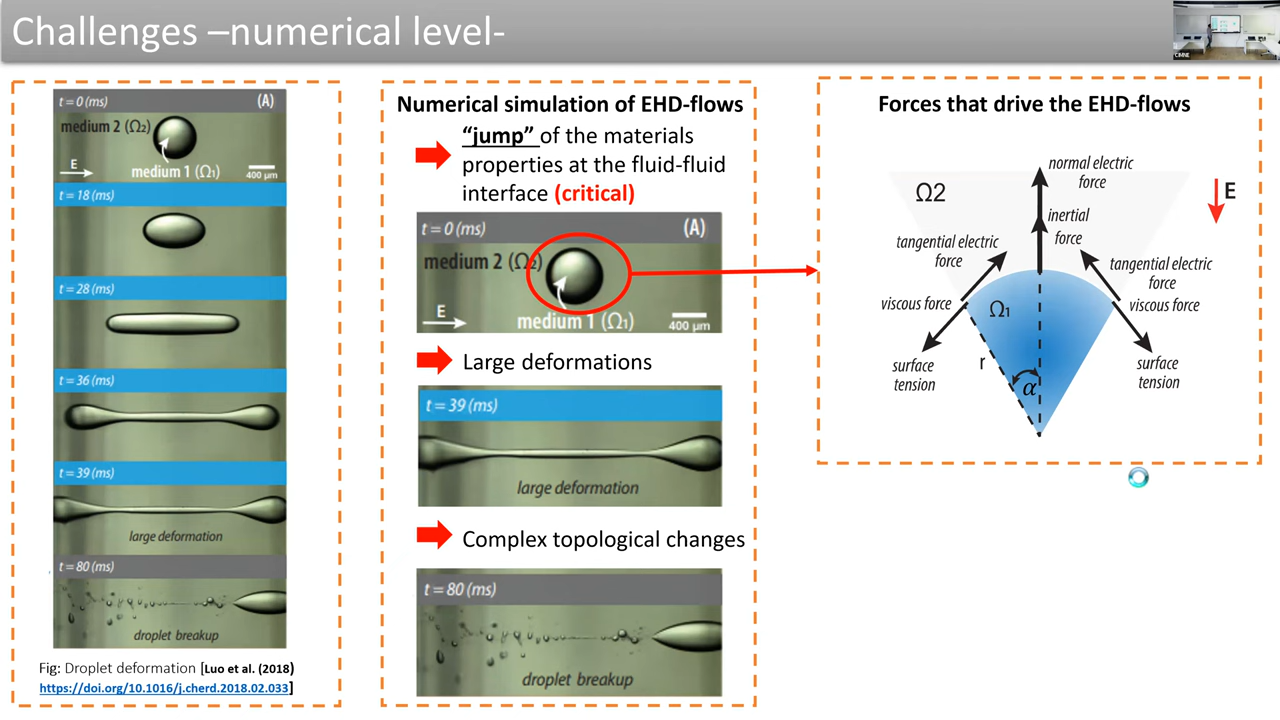 Challenges –numerical level-
CIMNE
t = 0 (ms) (A)
medium 2 (Ω₂)
E
medium 1 (Ω₁)
400 µm
t = 18 (ms)
t = 28 (ms)
t = 36 (ms)
t = 39 (ms)
large deformation
t = 80 (ms)
droplet breakup
Fig: Droplet deformation [Luo et al. (2018)
https://doi.org/10.1016/j.cherd.2018.02.033]
Numerical simulation of EHD-flows
“jump” of the materials
properties at the fluid-fluid
interface (critical)
t = 0 (ms) (A)
medium 2 (Ω₂)
E
medium 1 (Ω₁)
400 µm
Large deformations
t = 39 (ms)
large deformation
Complex topological changes
t = 80 (ms)
droplet breakup
Forces that drive the EHD-flows
normal electric
force
Ω2
E
inertial
force
tangential electric
force
tangential electric
force
viscous force
Ω₁
viscous force
surface
tension
r
α
surface
tension